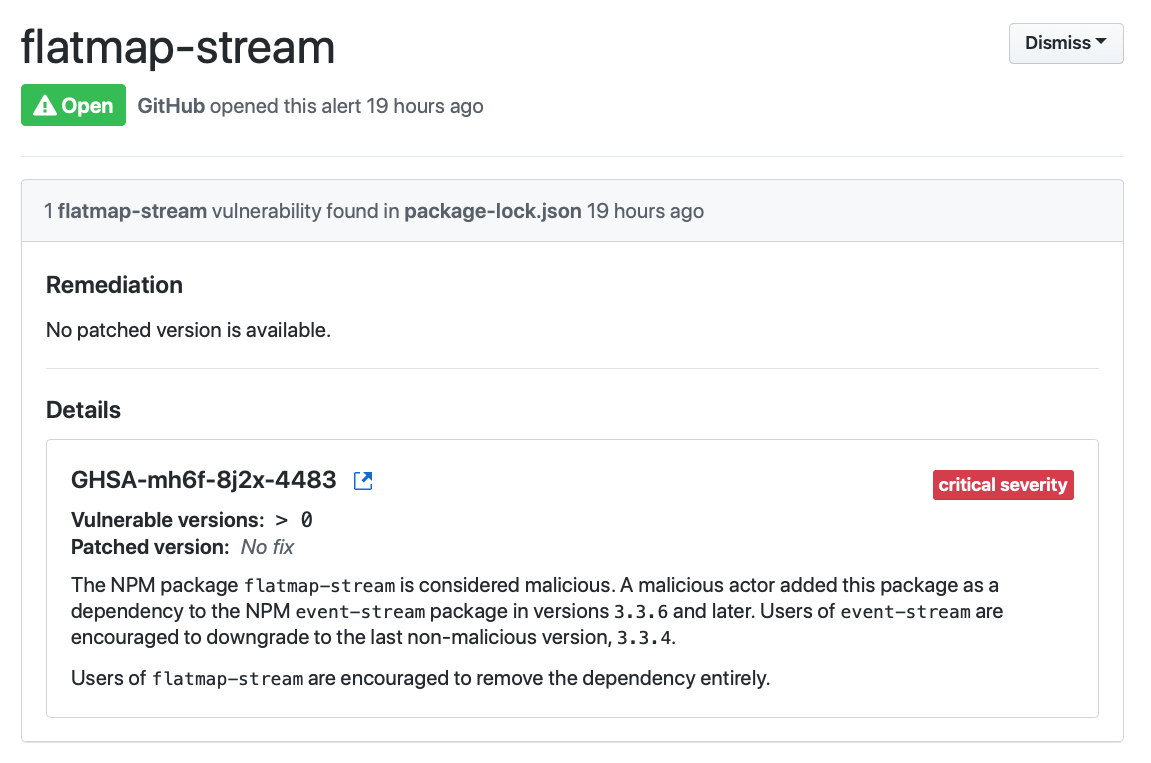 flatmap-stream
Dismiss
Open GitHub opened this alert 19 hours ago
1 flatmap-stream vulnerability found in package-lock.json 19 hours ago
Remediation
No patched version is available.
Details
GHSA-mh6f-8j2x-4483
critical severity
Vulnerable versions: > 0
Patched version: No fix
The NPM package flatmap-stream is considered malicious. A malicious actor added this package as a
dependency to the NPM event-stream package in versions 3.3.6 and later. Users of event-stream are
encouraged to downgrade to the last non-malicious version, 3.3.4.
Users of flatmap-stream are encouraged to remove the dependency entirely.